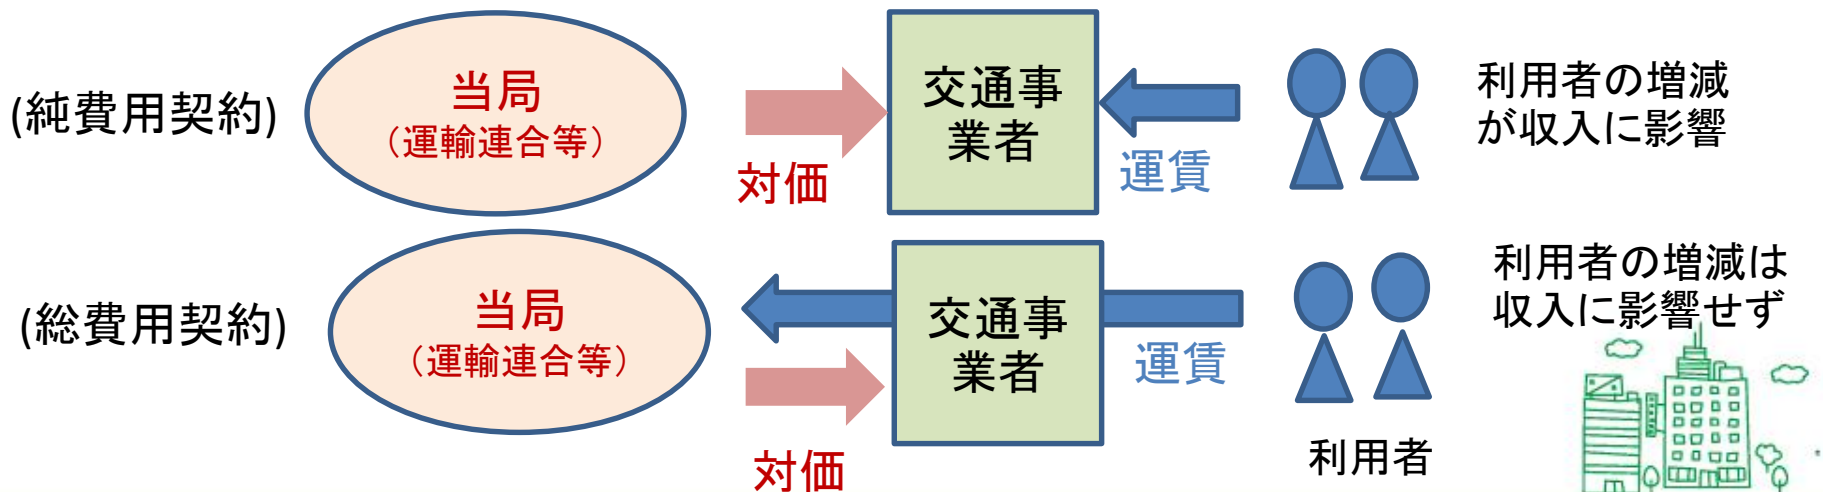 (純費用契約)
当局
(運輸連合等)
対価
交通事
業者
運賃
利用者の増減
が収入に影響
(総費用契約)
当局
(運輸連合等)
対価
交通事
業者
運賃
利用者
利用者の増減は
収入に影響せず